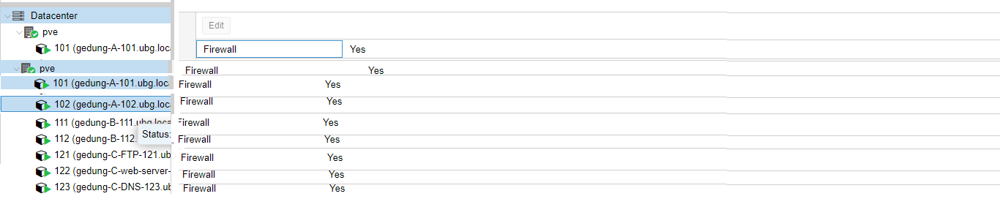 Datacenter
Edit
pve
101 (gedung-A-101.ubg.loca
Firewall Yes
pve
Firewall Yes
101 (gedung-A-101.ubg.loca
Firewall Yes
102 (gedung-A-102.ubg.loca
Firewall Yes
111 (gedung-B-111.ubg.loca
Firewall Yes
Status:
112 (gedung-B-112.
Firewall Yes
121 (gedung-C-FTP-121.ub
Firewall Yes
122 (gedung-C-web-server-
Firewall Yes
123 (gedung-C-DNS-123.ub
Firewall Yes